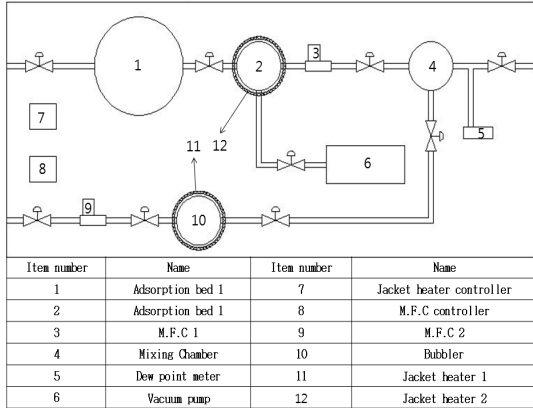 1
2
3
4
5
6
7
8
9
10
11
12
Item number Name Item number Name
1 Adsorption bed 1 7 Jacket heater controller
2 Adsorption bed 1 8 M.F.C controller
3 M.F.C 1 9 M.F.C 2
4 Mixing Chamber 10 Bubbler
5 Dew point meter 11 Jacket heater 1
6 Vacuum pump 12 Jacket heater 2